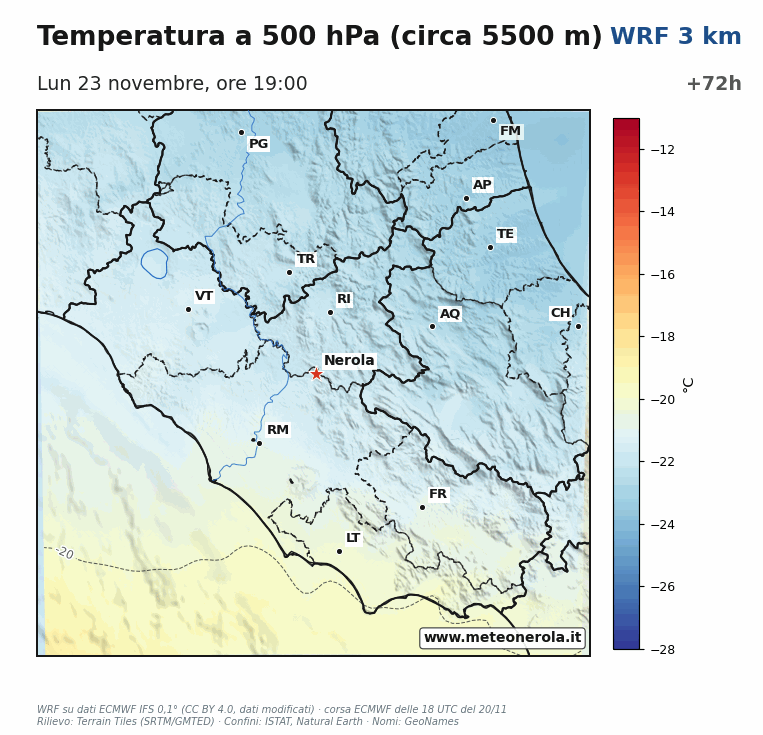 Temperatura a 500 hPa (circa 5500 m) WRF 3 km
Lun 23 novembre, ore 19:00 +72h
FM
PG
AP
TE
TR
VT
RI
AQ
CH
Nerola
RM
FR
LT
-20
www.meteonerola.it
−12
−14
−16
−18
−20
−22
−24
−26
−28
°C
WRF su dati ECMWF IFS 0,1° (CC BY 4.0, dati modificati) · corsa ECMWF delle 18 UTC del 20/11
Rilievo: Terrain Tiles (SRTM/GMTED) · Confini: ISTAT, Natural Earth · Nomi: GeoNames